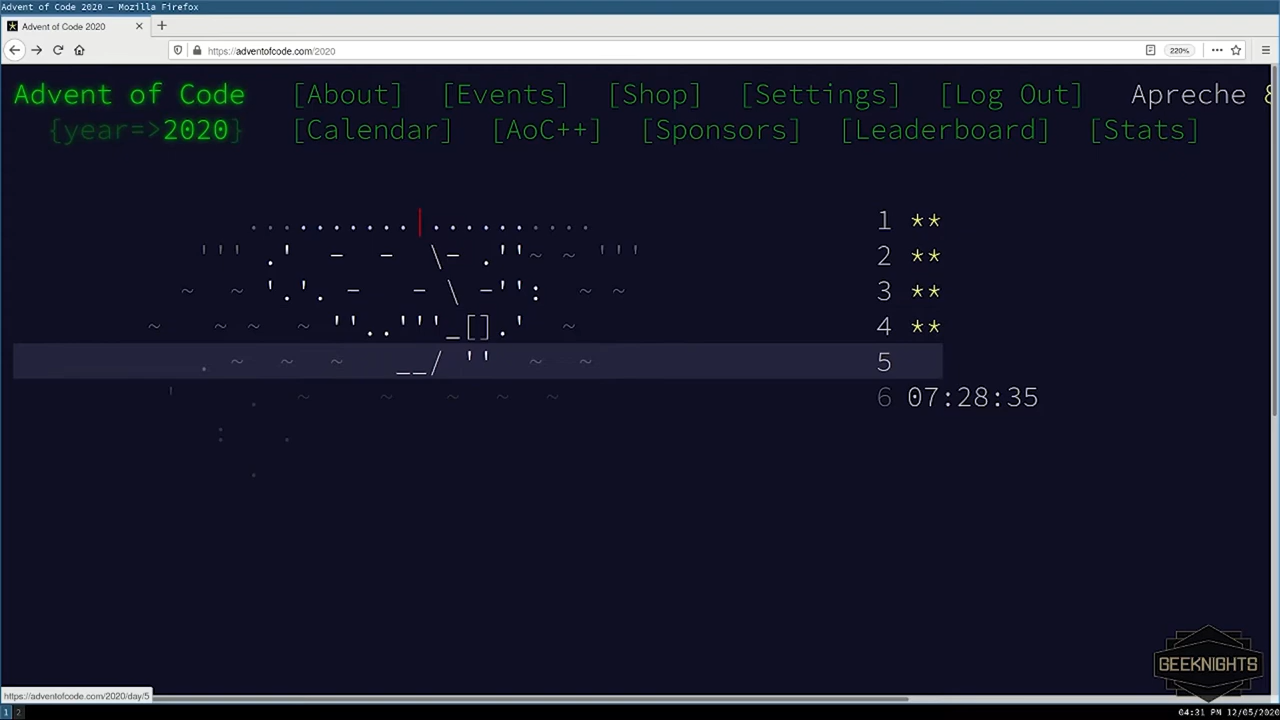 Advent of Code 2020 — Mozilla Firefox
Advent of Code 2020
https://adventofcode.com/2020
220%
Advent of Code [About] [Events] [Shop] [Settings] [Log Out] Apreche
{year=>2020} [Calendar] [AoC++] [Sponsors] [Leaderboard] [Stats]
1 **
2 **
3 **
4 **
5
6 07:28:35
GEEKNIGHTS
https://adventofcode.com/2020/day/5
1 2
04:31 PM 12/05/2020